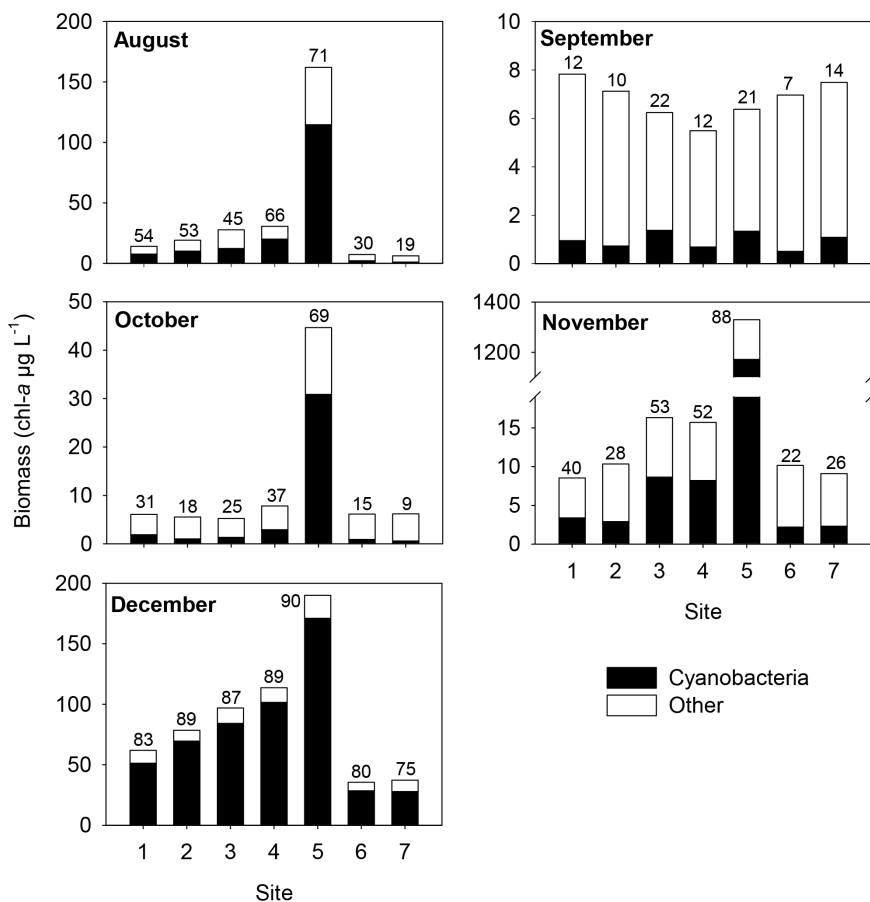 Biomass (chl-a µg L⁻¹)
August
200
150
100
50
0
54 53 45 66 71 30 19
September
10
8
6
4
2
0
12 10 22 12 21 7 14
October
50
40
30
20
10
0
31 18 25 37 69 15 9
November
1400
1200
15
10
5
0
40 28 53 52 88 22 26
1 2 3 4 5 6 7
Site
December
200
150
100
50
0
83 89 87 89 90 80 75
1 2 3 4 5 6 7
Site
Cyanobacteria
Other